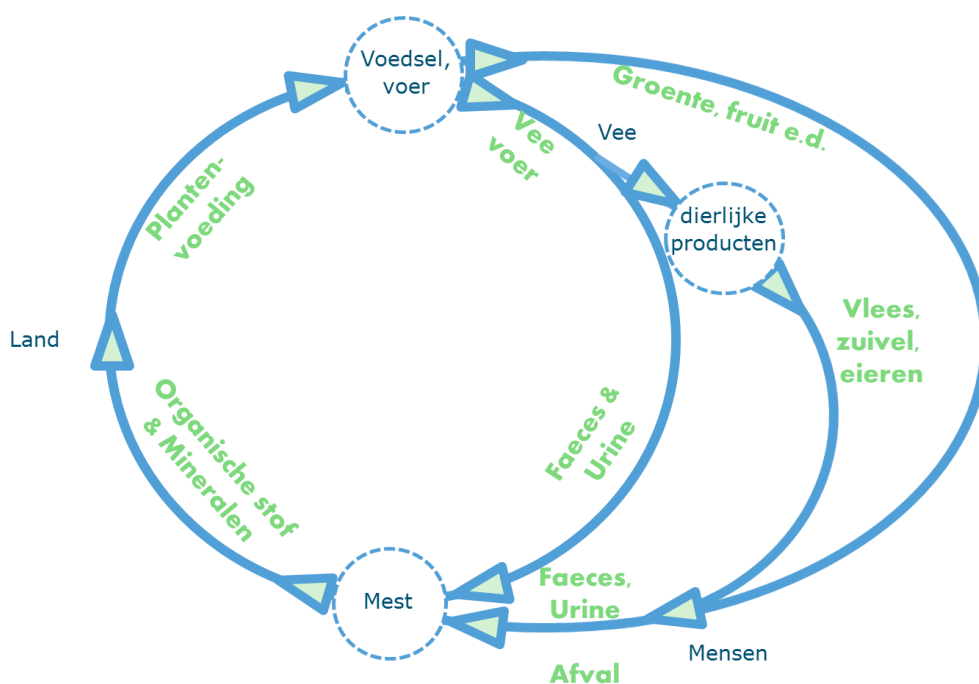 Voedsel,
voer
Groente, fruit e.d.
Vee
voer
Vee
Planten-
voeding
dierlijke
producten
Land
Vlees,
zuivel,
eieren
Organische stof
& Mineralen
Faeces &
Urine
Mest
Faeces,
Urine
Mensen
Afval